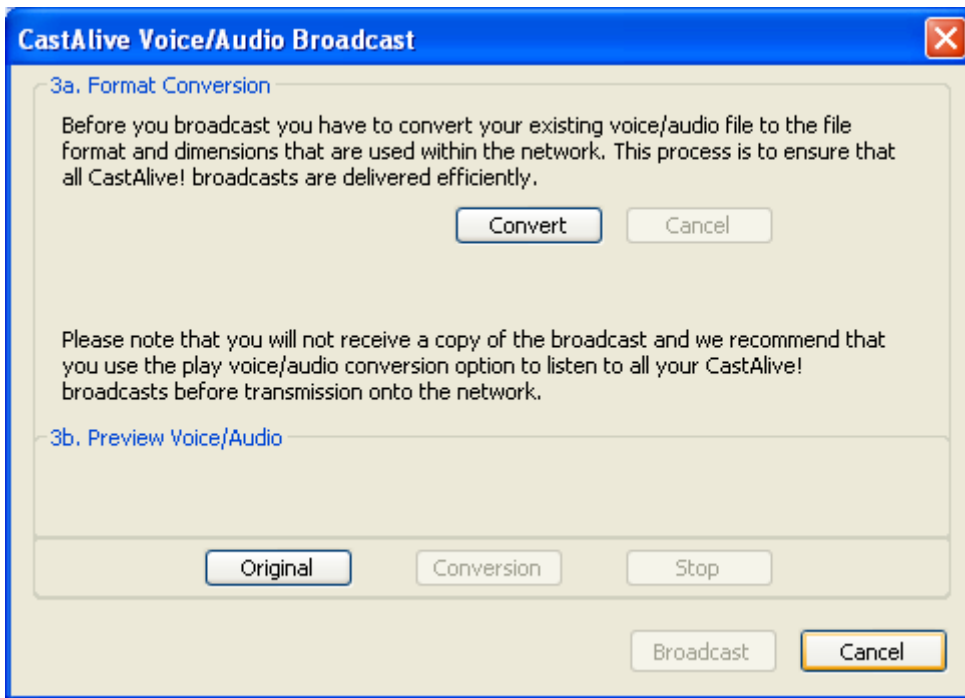 CastAlive Voice/Audio Broadcast
3a. Format Conversion
Before you broadcast you have to convert your existing voice/audio file to the file
format and dimensions that are used within the network. This process is to ensure that
all CastAlive! broadcasts are delivered efficiently.
Convert Cancel
Please note that you will not receive a copy of the broadcast and we recommend that
you use the play voice/audio conversion option to listen to all your CastAlive!
broadcasts before transmission onto the network.
3b. Preview Voice/Audio
Original Conversion Stop
Broadcast Cancel